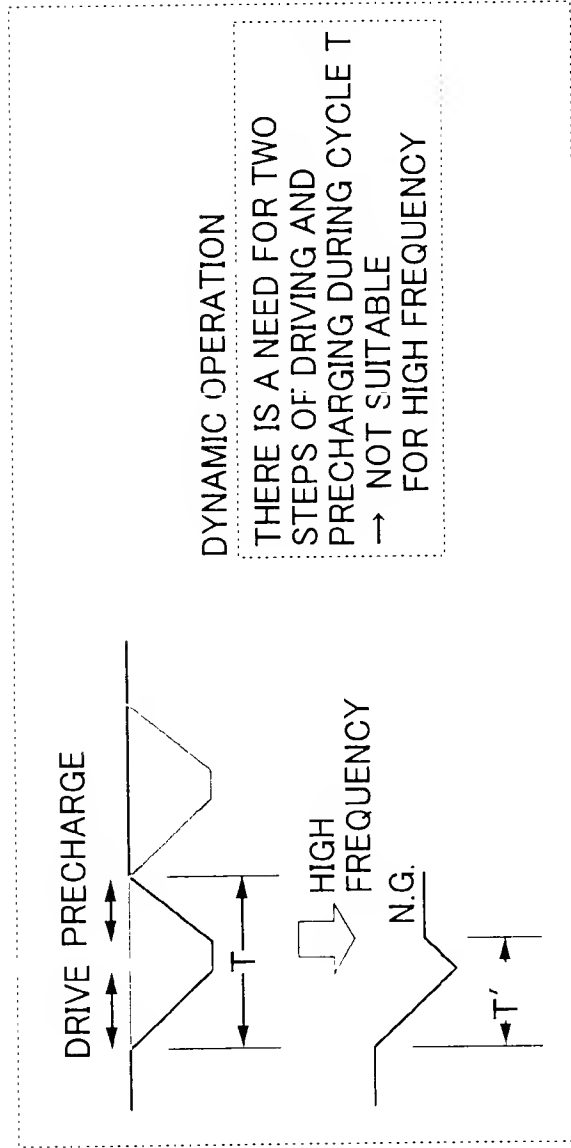 DRIVE PRECHARGE
T
HIGH
FREQUENCY
N.G.
T'
DYNAMIC OPERATION
THERE IS A NEED FOR TWO
STEPS OF DRIVING AND
PRECHARGING DURING CYCLE T
→ NOT SUITABLE
FOR HIGH FREQUENCY